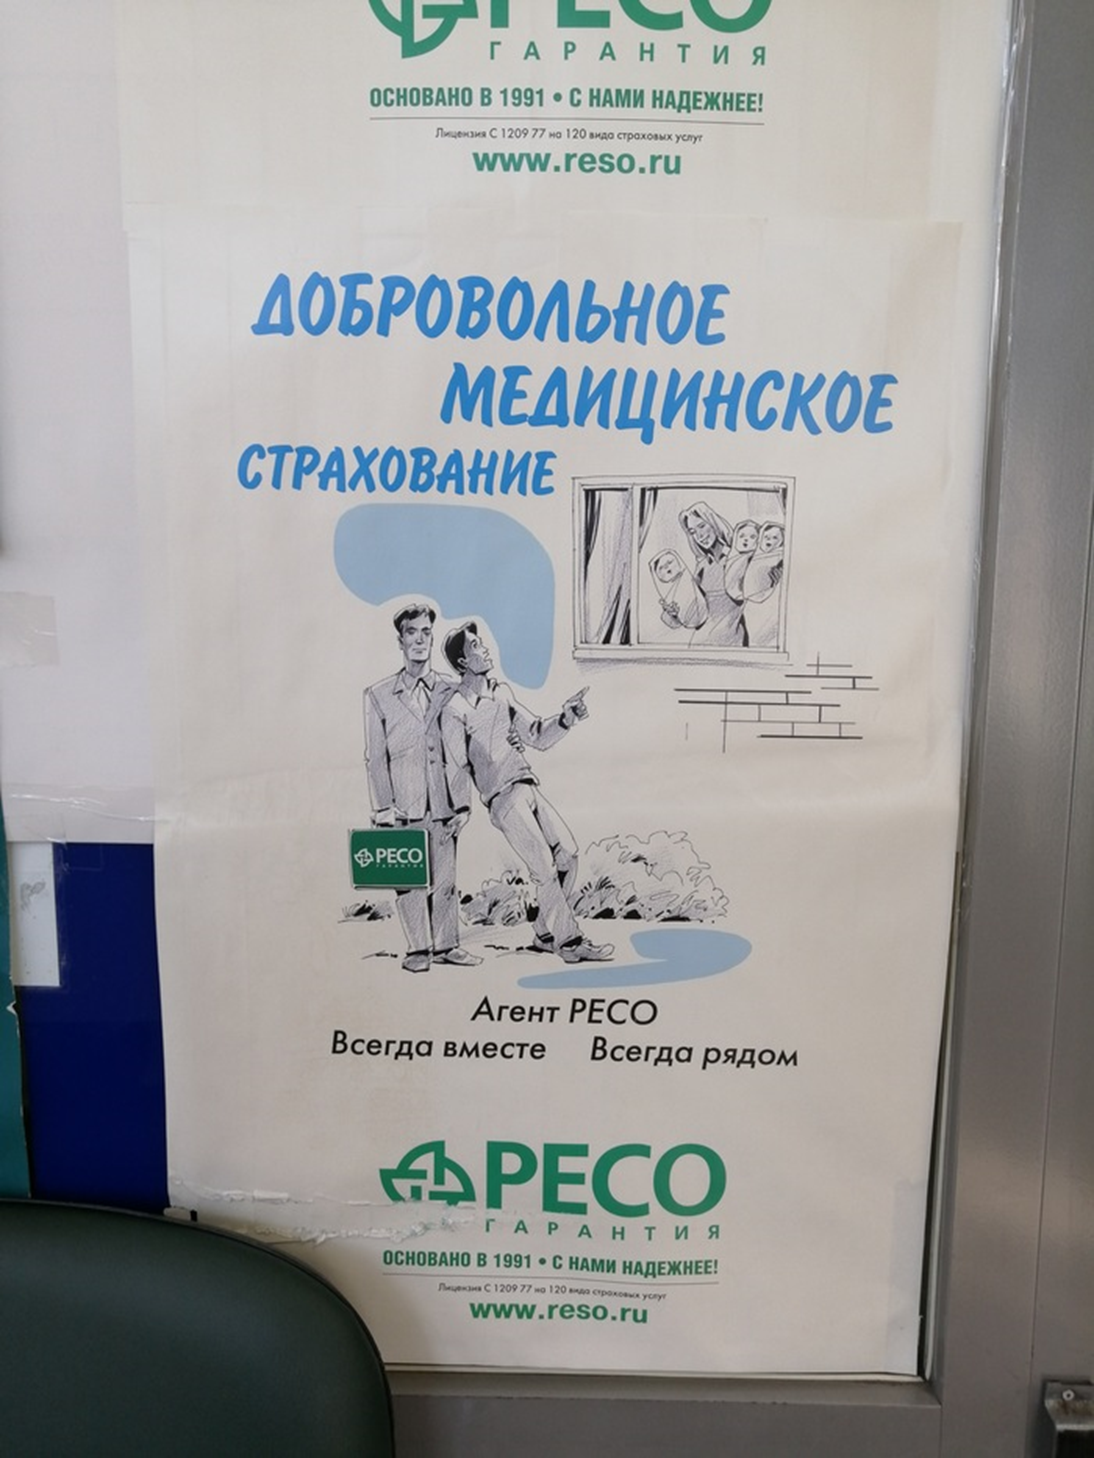 РЕСО
ГАРАНТИЯ
ОСНОВАНО В 1991 • С НАМИ НАДЕЖНЕЕ!
Лицензия С 1209 77 на 120 вида страховых услуг
www.reso.ru
ДОБРОВОЛЬНОЕ
МЕДИЦИНСКОЕ
СТРАХОВАНИЕ
РЕСО
ГАРАНТИЯ
Агент РЕСО
Всегда вместе Всегда рядом
РЕСО
ГАРАНТИЯ
ОСНОВАНО В 1991 • С НАМИ НАДЕЖНЕЕ!
Лицензия С 1209 77 на 120 вида страховых услуг
www.reso.ru